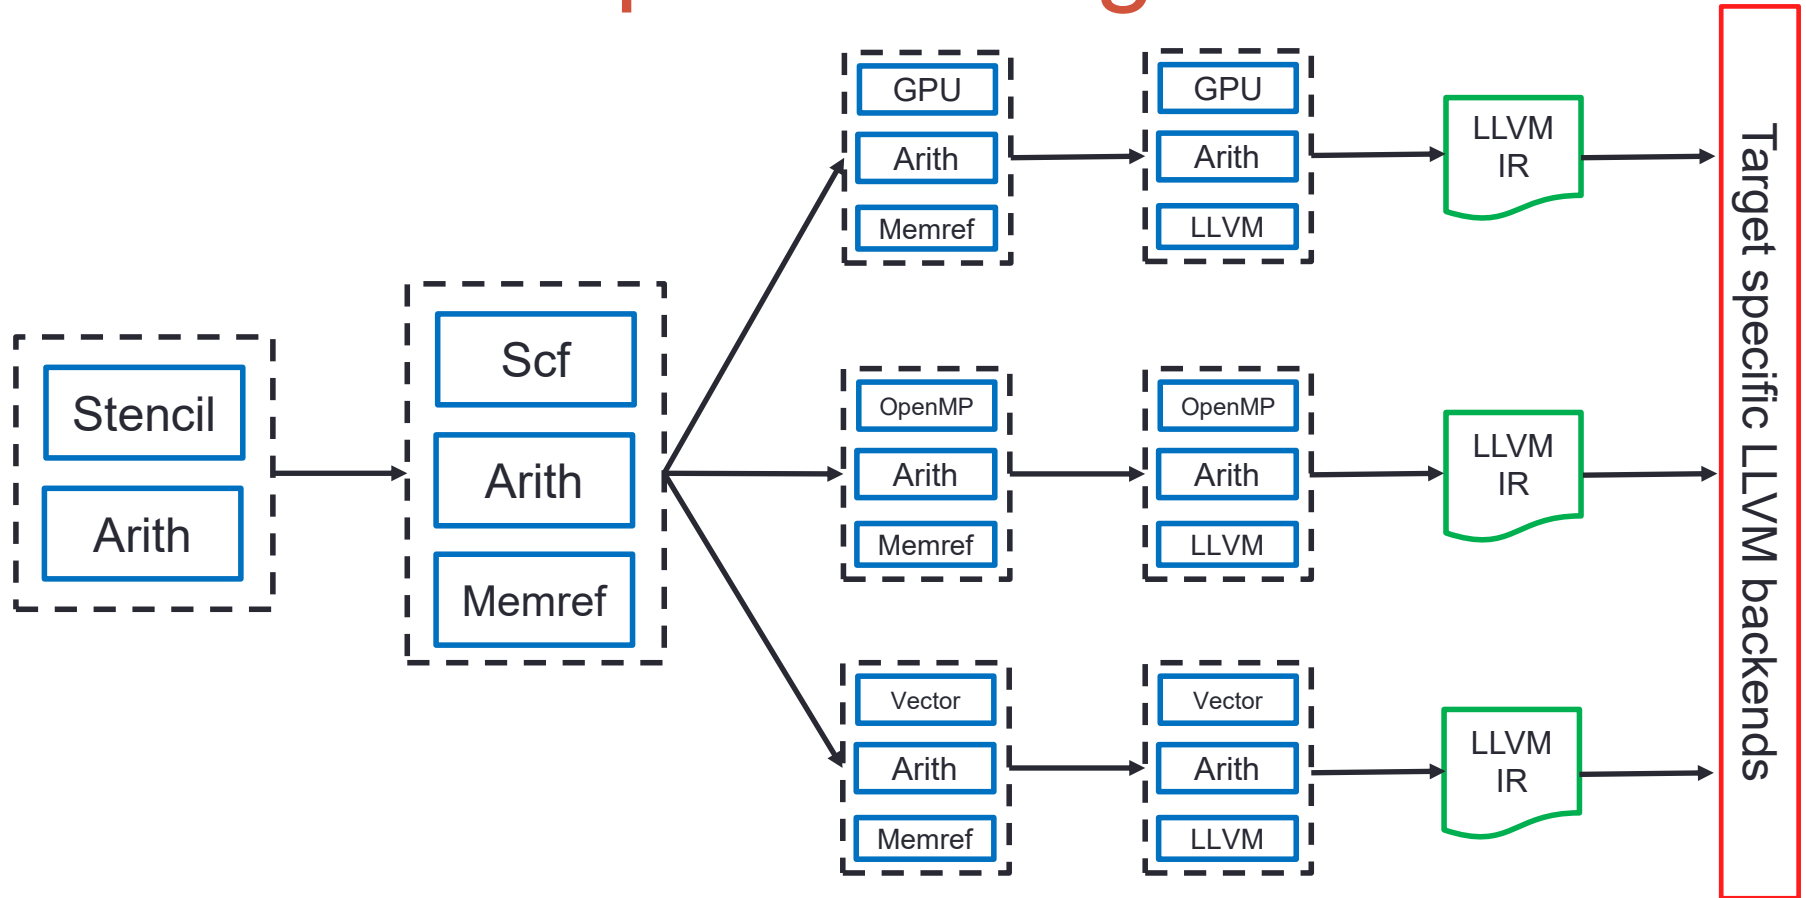 Stencil
Arith
Scf
Arith
Memref
GPU
Arith
Memref
GPU
Arith
LLVM
LLVM
IR
OpenMP
Arith
Memref
OpenMP
Arith
LLVM
LLVM
IR
Vector
Arith
Memref
Vector
Arith
LLVM
LLVM
IR
Target specific LLVM backends